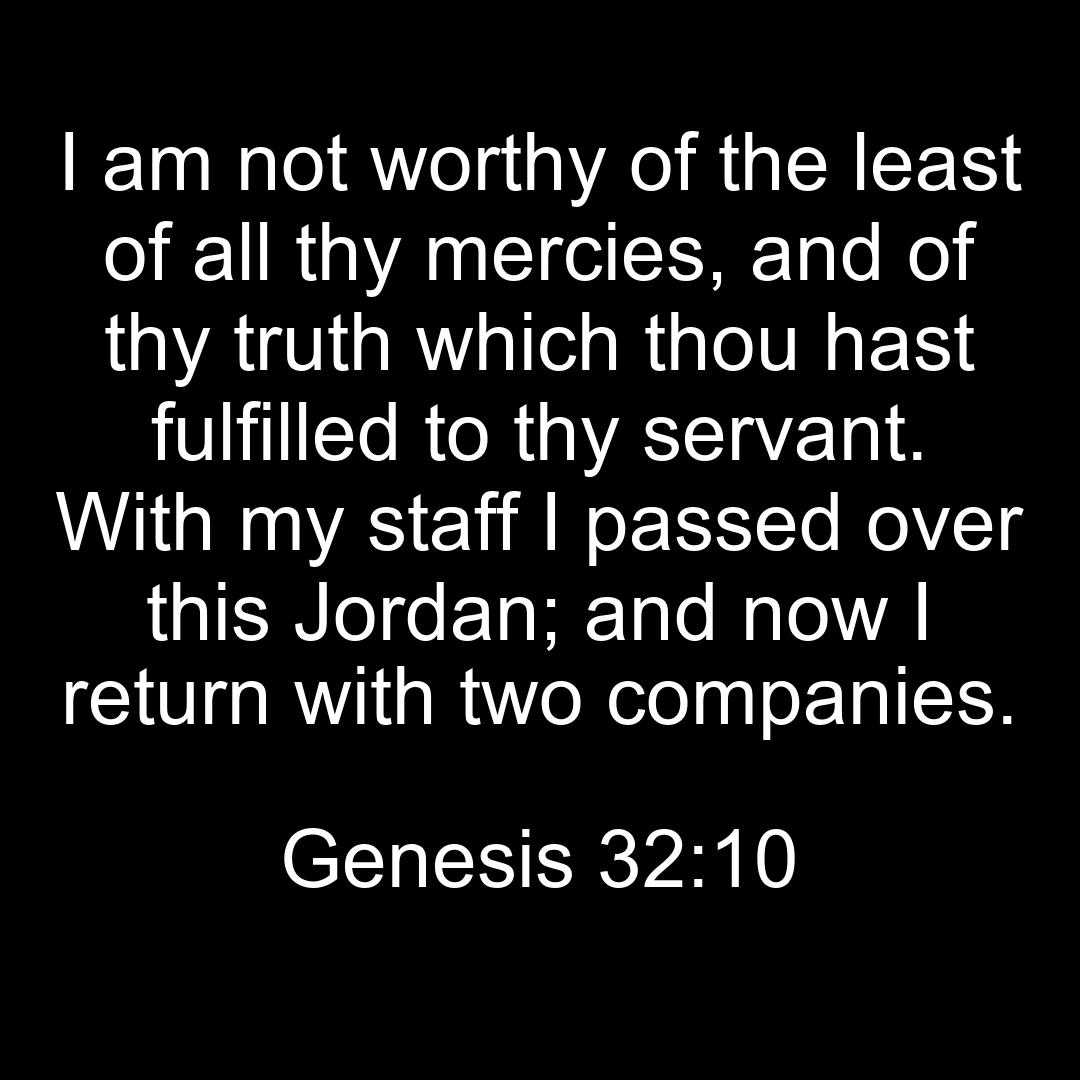 I am not worthy of the least
of all thy mercies, and of
thy truth which thou hast
fulfilled to thy servant.
With my staff I passed over
this Jordan; and now I
return with two companies.
Genesis 32:10